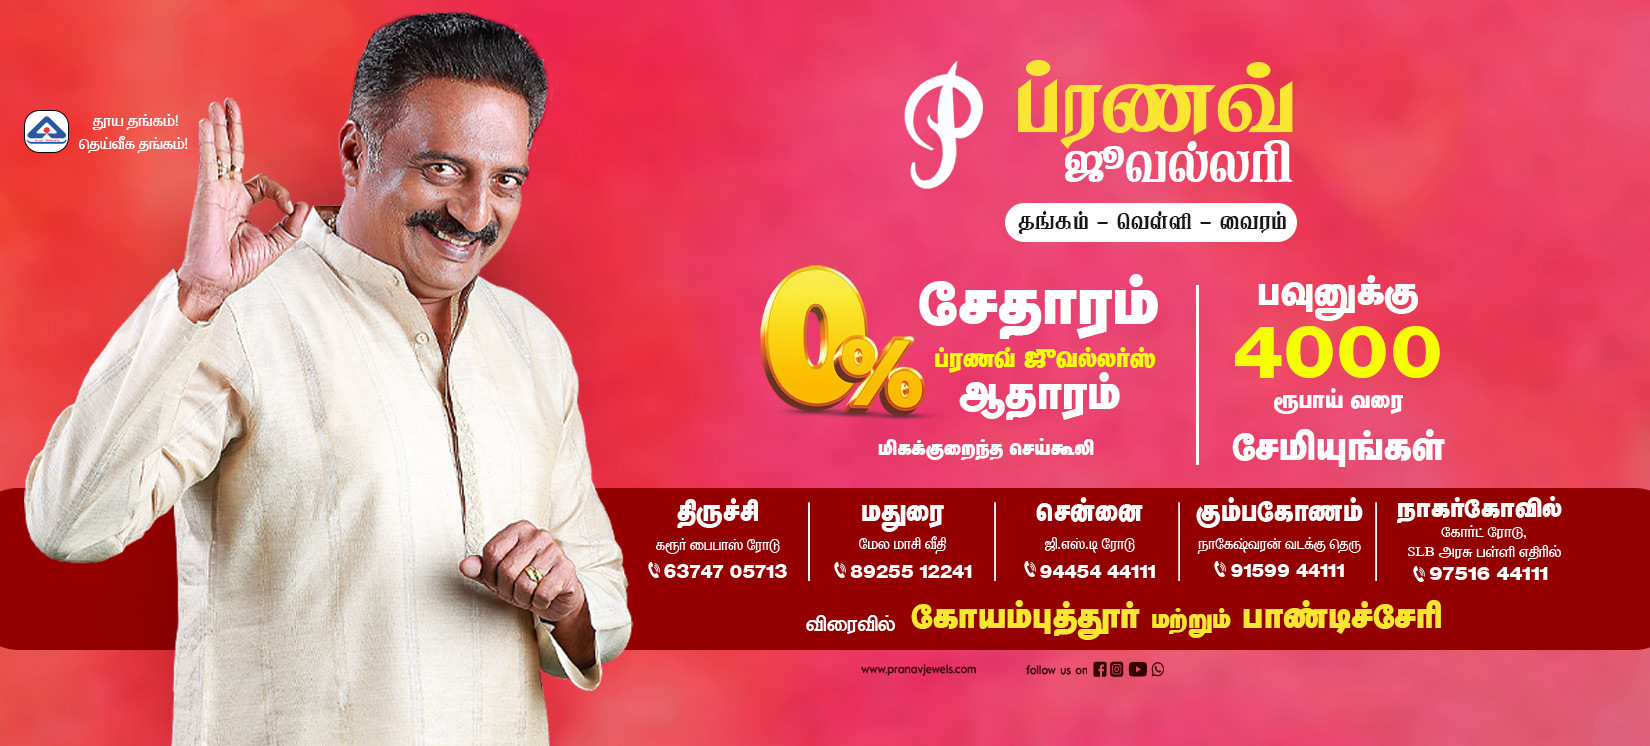 தூய தங்கம்!
தெய்வீக தங்கம்!
ப்ரணவ்
ஜுவல்லரி
தங்கம் – வெள்ளி – வைரம்
0%
சேதாரம்
ப்ரணவ் ஜுவல்லர்ஸ்
ஆதாரம்
மிகக்குறைந்த செய்கூலி
பவுனுக்கு
4000
ரூபாய் வரை
சேமியுங்கள்
திருச்சி
கரூர் பைபாஸ் ரோடு
63747 05713
மதுரை
மேல மாசி வீதி
89255 12241
சென்னை
ஜி.எஸ்.டி ரோடு
94454 44111
கும்பகோணம்
நாகேஷ்வரன் வடக்கு தெரு
91599 44111
நாகர்கோவில்
கோர்ட் ரோடு,
SLB அரசு பள்ளி எதிரில்
97516 44111
விரைவில் கோயம்புத்தூர் மற்றும் பாண்டிச்சேரி
www.pranavjewels.com
follow us on